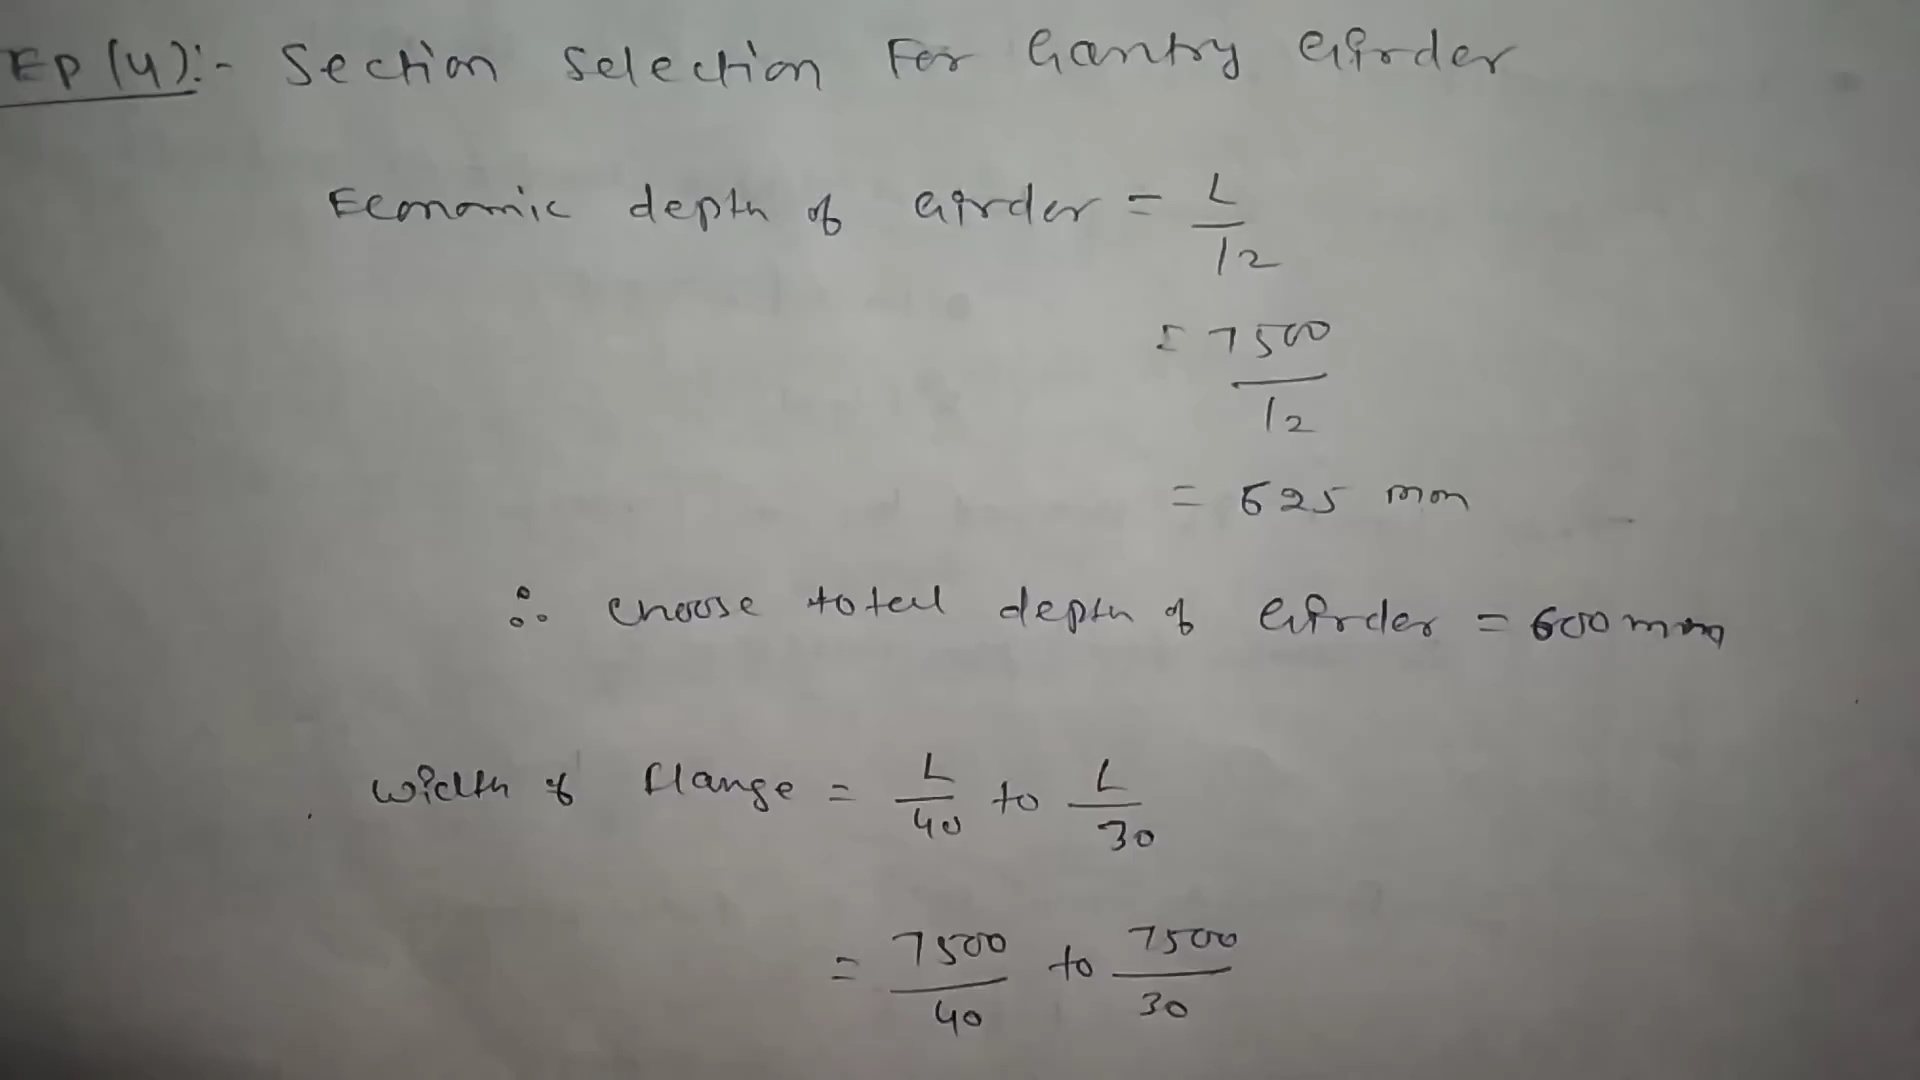 EP(4):- Section Selection For Gantry Girder
Economic depth of Girder = L/12
= 7500/12
= 625 mm
∴ choose total depth of Girder = 600 mm
Width of flange = L/40 to L/30
= 7500/40 to 7500/30